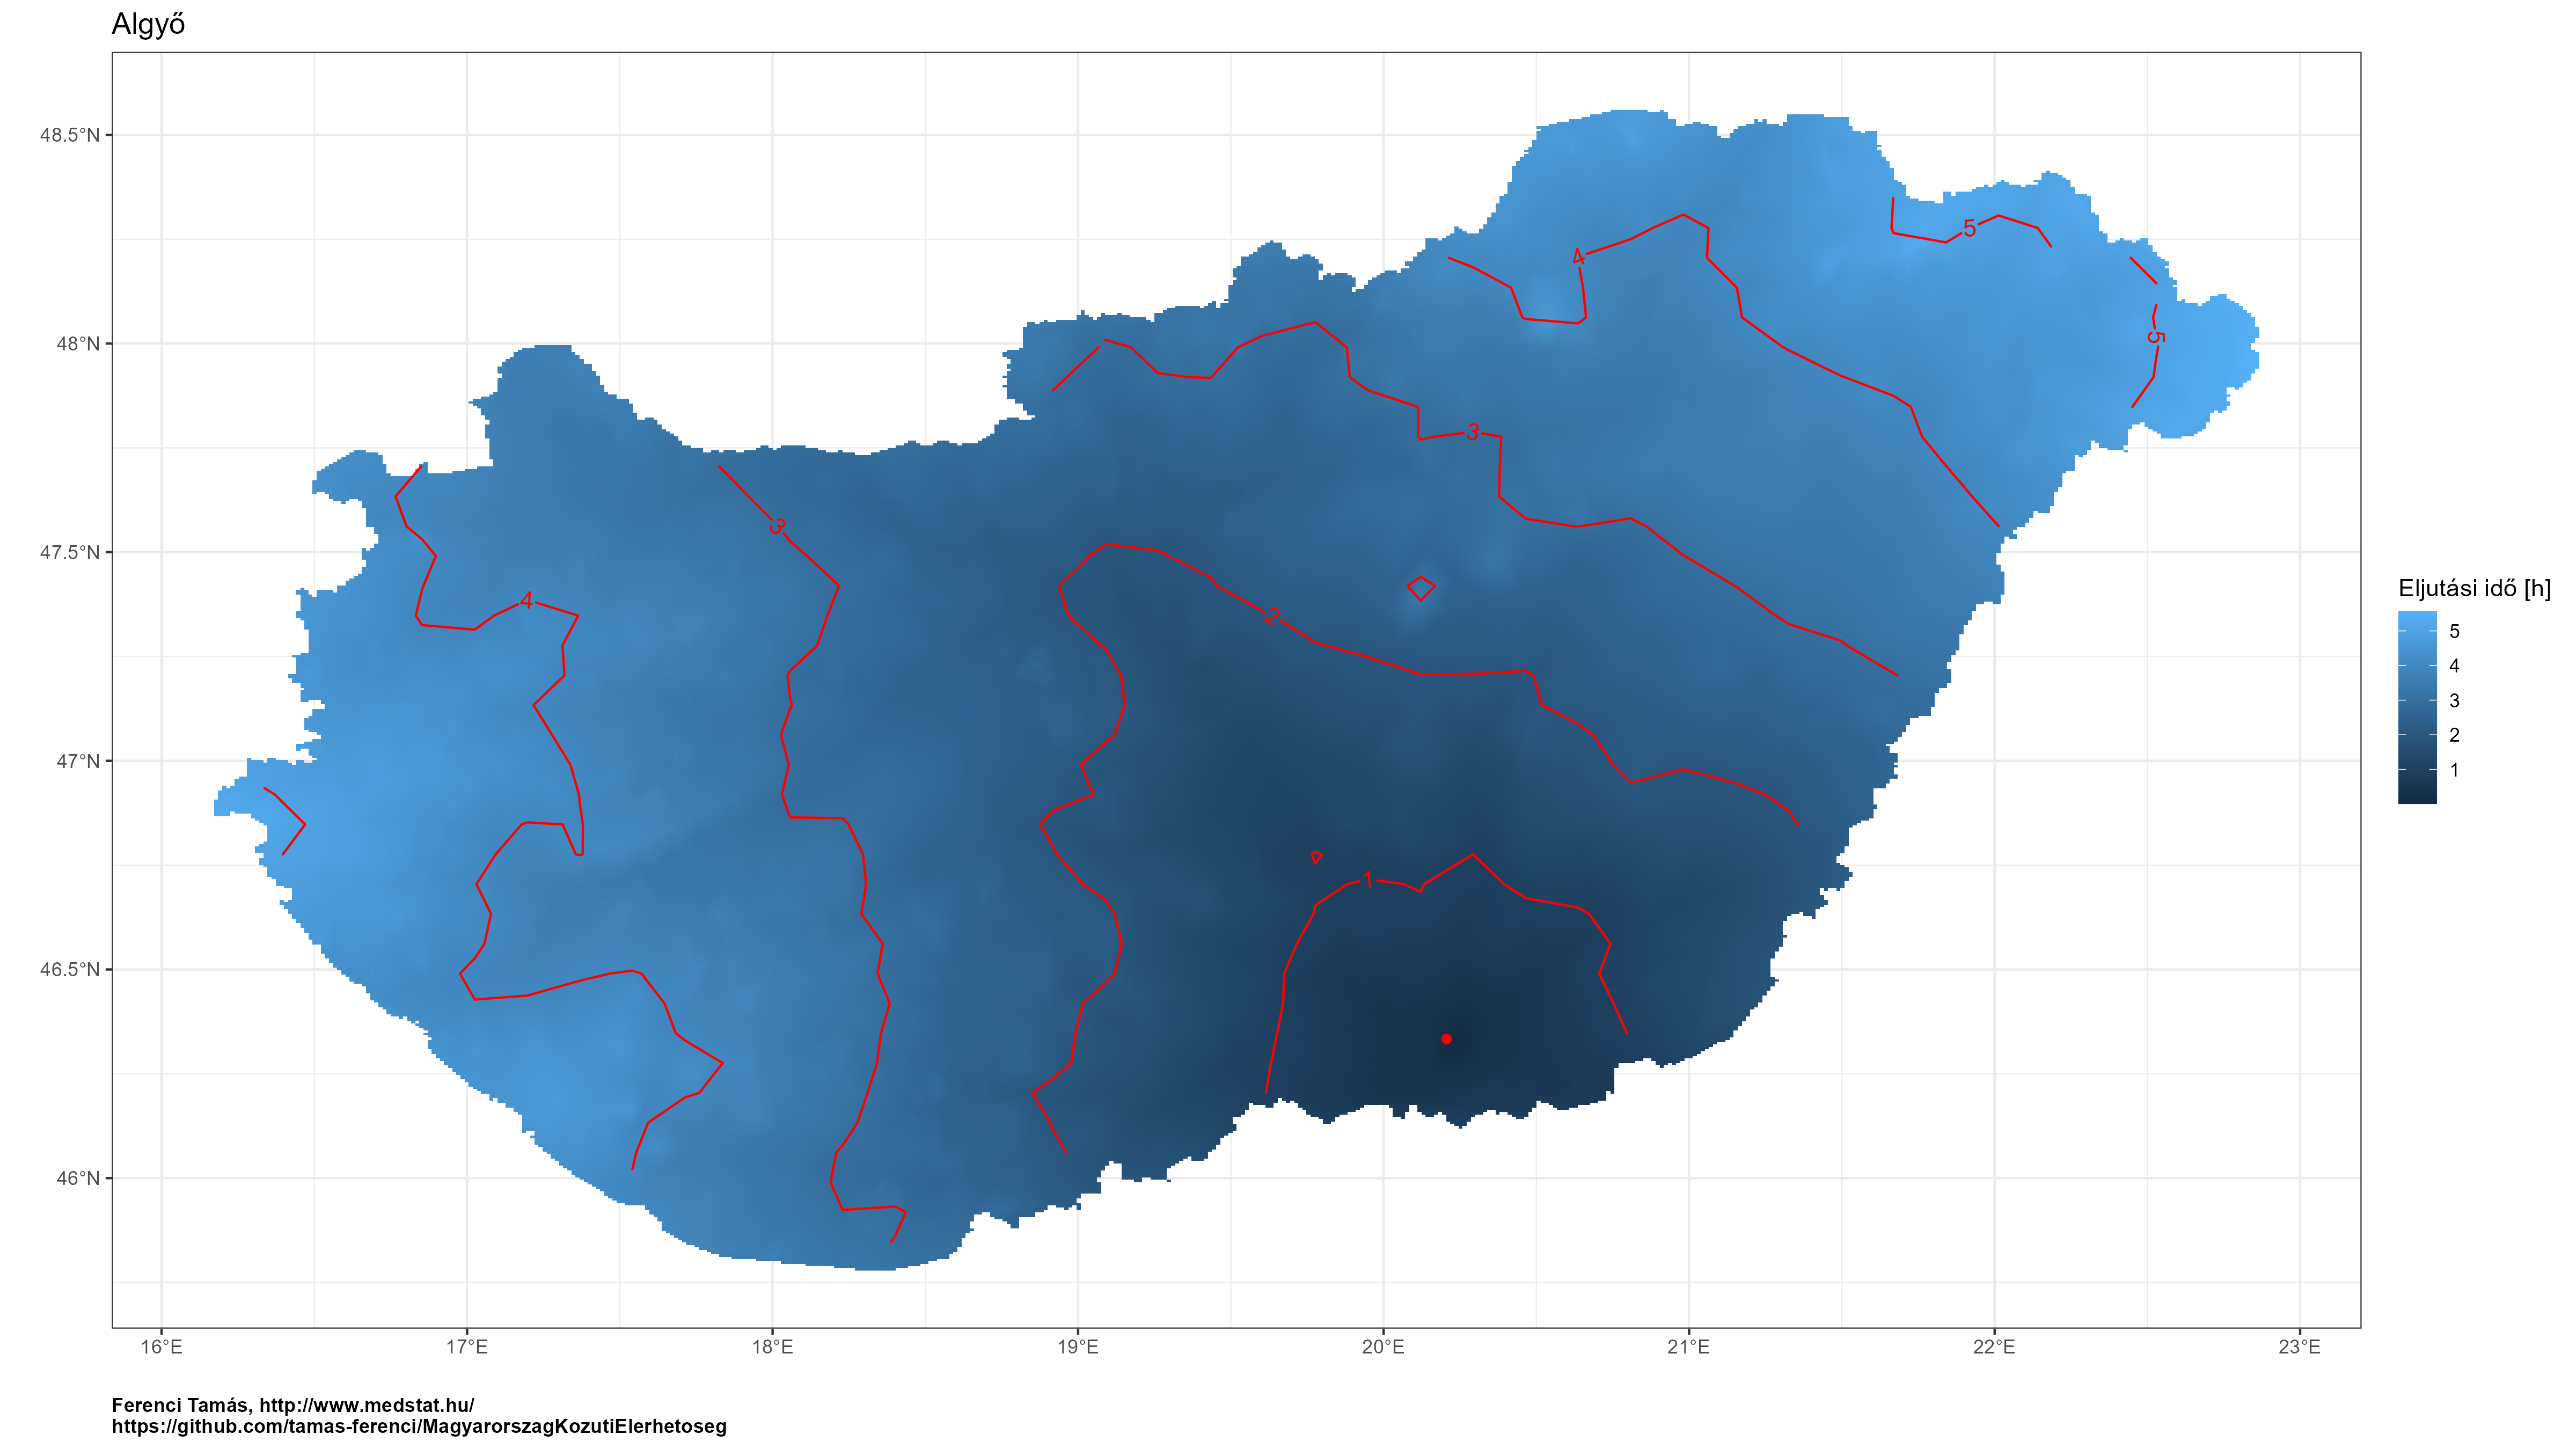 Algyő
48.5°N
48°N
47.5°N
47°N
46.5°N
46°N
16°E
17°E
18°E
19°E
20°E
21°E
22°E
23°E
4
5
5
3
3
4
2
1
Eljutási idő [h]
5
4
3
2
1
Ferenci Tamás, http://www.medstat.hu/
https://github.com/tamas-ferenci/MagyarorszagKozutiElerhetoseg